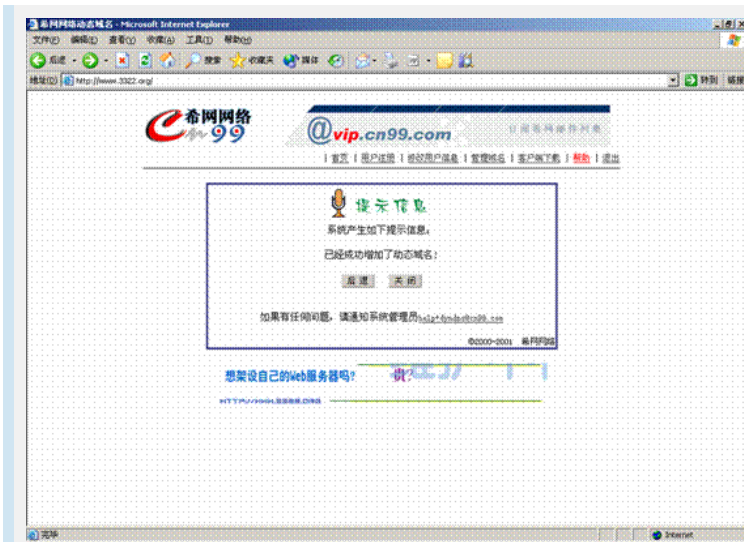 希网网络动态域名 - Microsoft Internet Explorer
文件(F) 编辑(E) 查看(V) 收藏(A) 工具(T) 帮助(H)
后退 搜索 收藏夹 媒体
地址(D) http://www.3322.org/ 转到 链接
希网网络
99
@vip.cn99.com
| 首页 | 用户注册 | 修改用户信息 | 管理域名 | 客户端下载 | 帮助 | 退出
提示信息
系统产生如下提示信息:
已经成功增加了动态域名!
后退 关闭
如果有任何问题,请通知系统管理员
©2000-2001 希网网络
想架设自己的Web服务器吗? 贵?
完毕 Internet